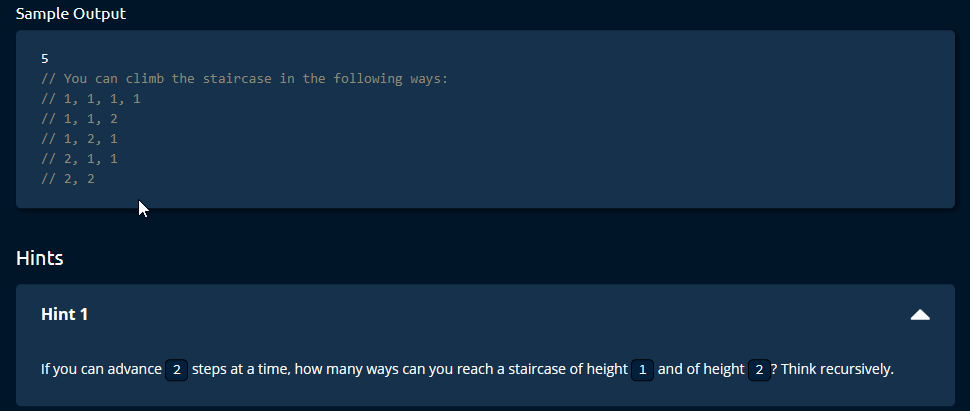 Sample Output
5
// You can climb the staircase in the following ways:
// 1, 1, 1, 1
// 1, 1, 2
// 1, 2, 1
// 2, 1, 1
// 2, 2
Hints
Hint 1
If you can advance 2 steps at a time, how many ways can you reach a staircase of height 1 and of height 2? Think recursively.